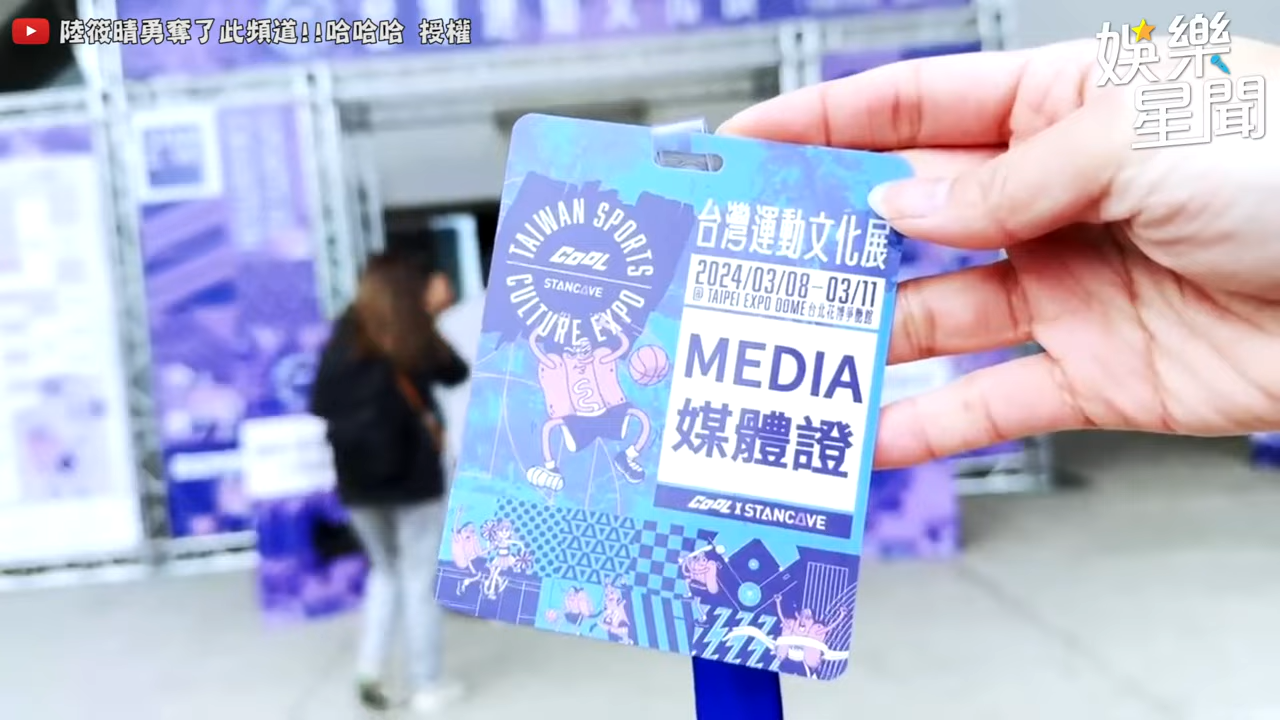 陸筱晴勇奪了此頻道!!哈哈哈 授權
娛樂
星聞
TAIWAN SPORTS
COOL
STANCAVE
CULTURE EXPO
台灣運動文化展
2024/03/08-03/11
@ TAIPEI EXPO DOME 台北花博爭艷館
MEDIA
媒體證
COOL X STANCAVE